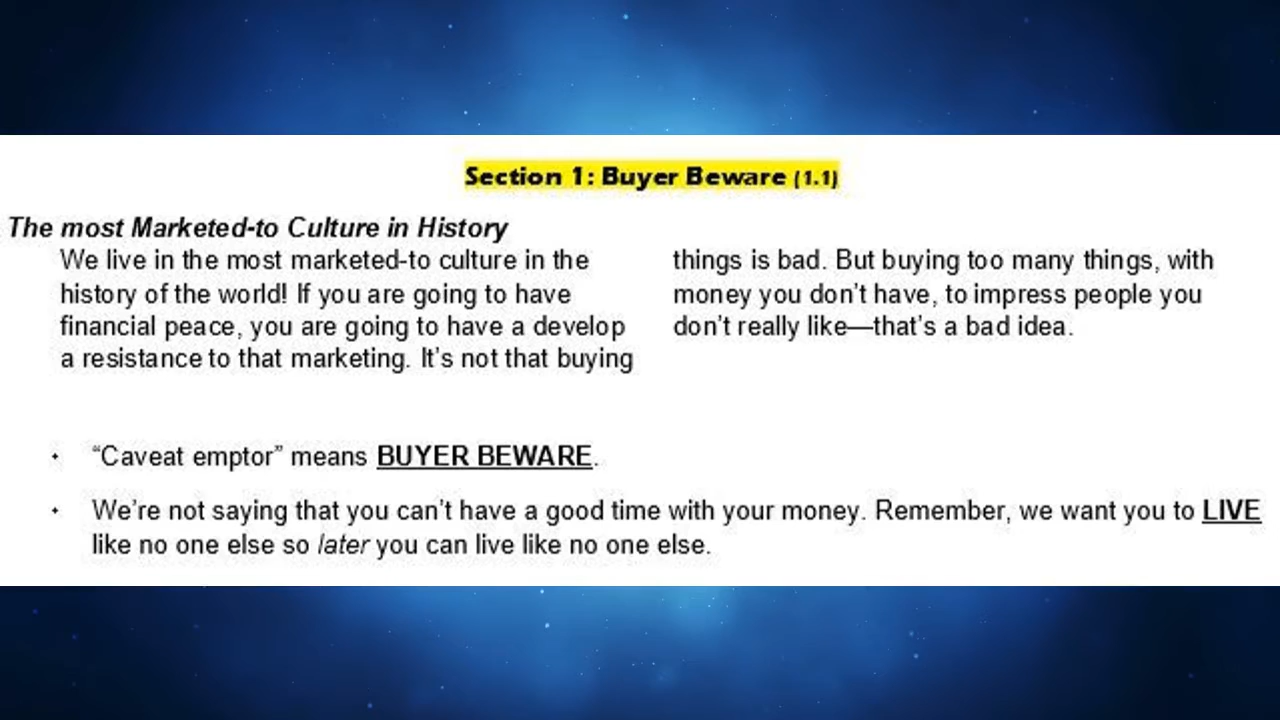 Section 1: Buyer Beware (1.1)
The most Marketed-to Culture in History
We live in the most marketed-to culture in the
history of the world! If you are going to have
financial peace, you are going to have a develop
a resistance to that marketing. It’s not that buying
things is bad. But buying too many things, with
money you don’t have, to impress people you
don’t really like—that’s a bad idea.
• “Caveat emptor” means BUYER BEWARE.
• We’re not saying that you can’t have a good time with your money. Remember, we want you to LIVE
like no one else so later you can live like no one else.